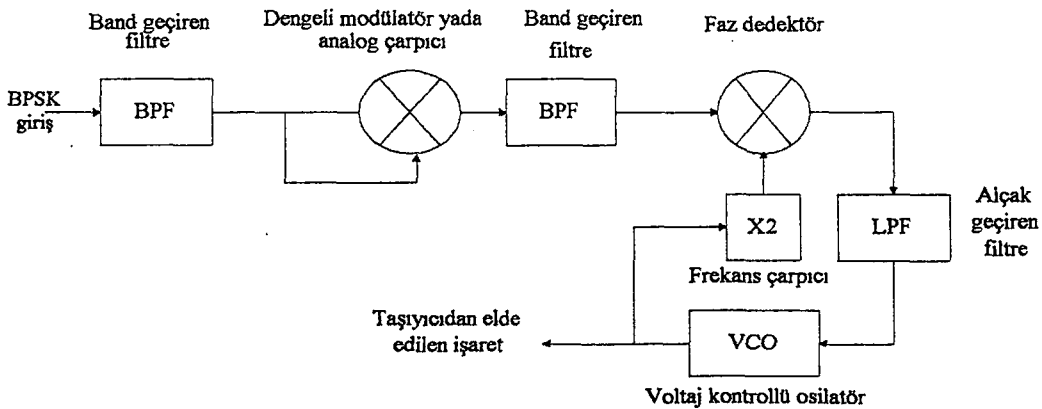 Band geçiren
filtre
Dengeli modülatör yada
analog çarpıcı
Band geçiren
filtre
Faz dedektör
BPSK
giriş
BPF
BPF
X2
Frekans çarpıcı
LPF
Alçak
geçiren
filtre
Taşıyıcıdan elde
edilen işaret
VCO
Voltaj kontrollü osilatör